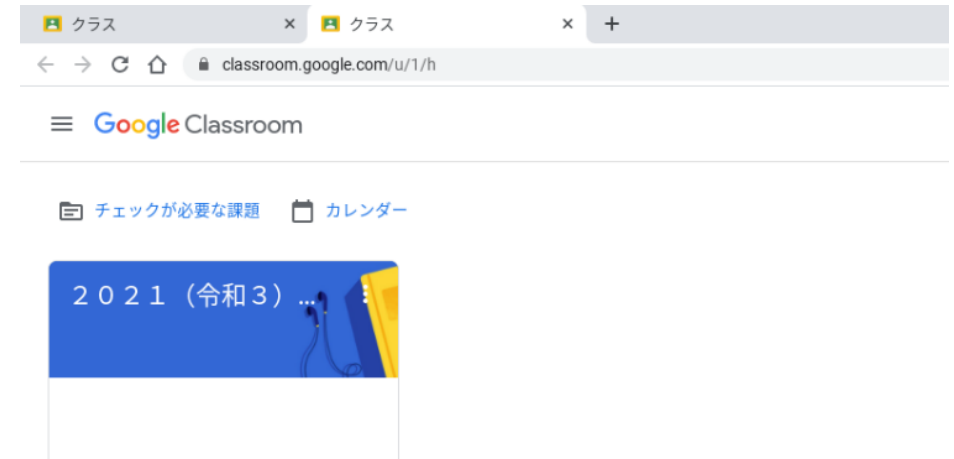 クラス クラス
classroom.google.com/u/1/h
Google Classroom
チェックが必要な課題 カレンダー
２０２１（令和３）...